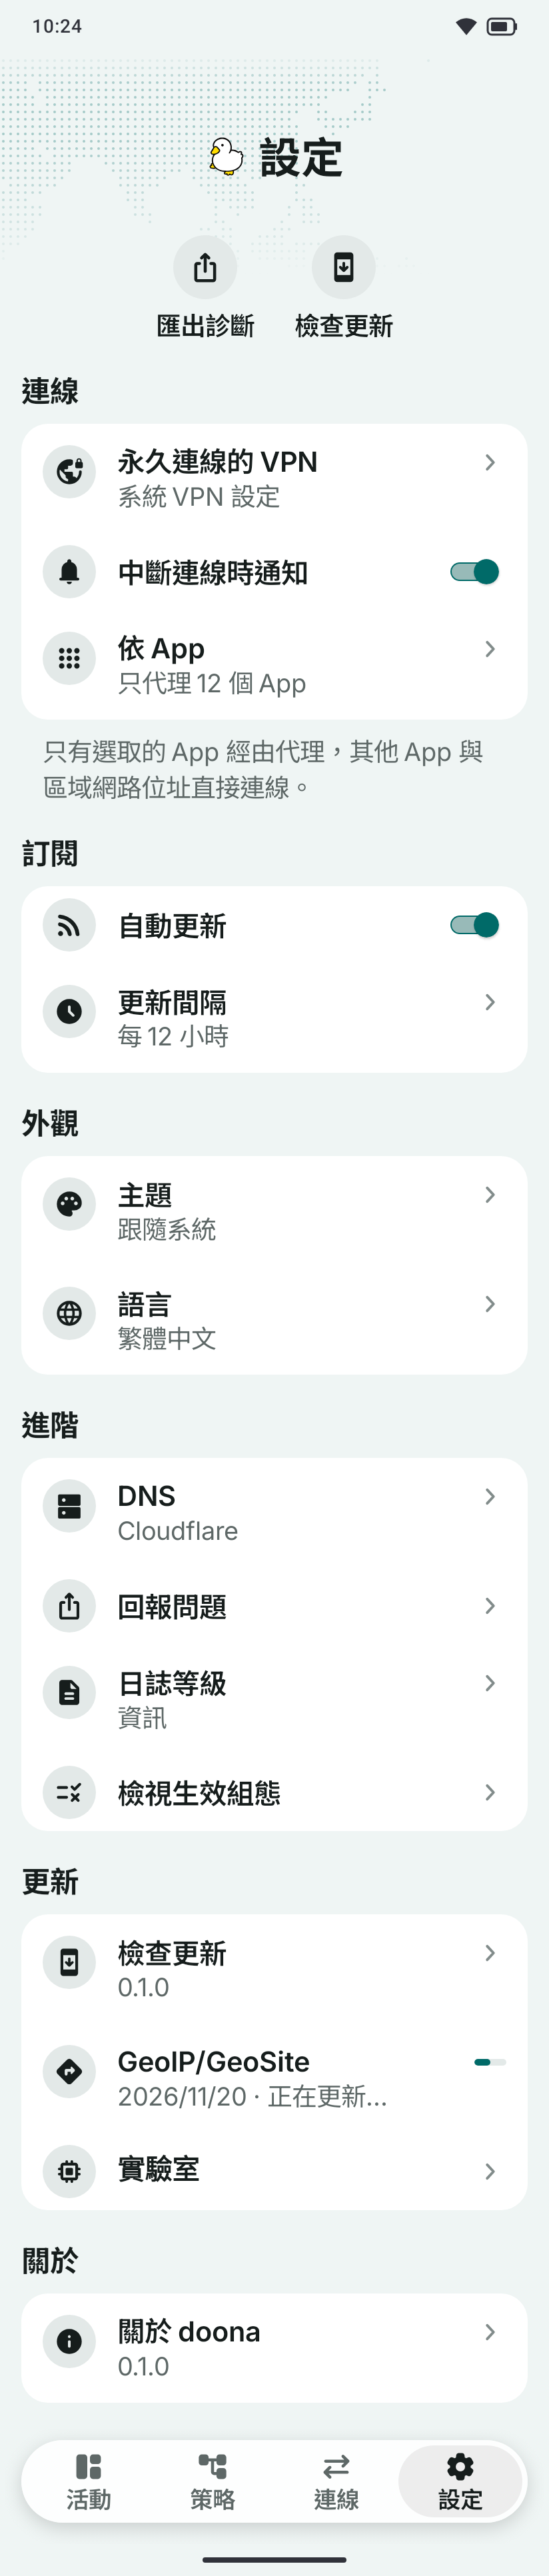 10:24
設定
匯出診斷
檢查更新
連線
永久連線的 VPN
系統 VPN 設定
中斷連線時通知
依 App
只代理 12 個 App
只有選取的 App 經由代理，其他 App 與
區域網路位址直接連線。
訂閱
自動更新
更新間隔
每 12 小時
外觀
主題
跟隨系統
語言
繁體中文
進階
DNS
Cloudflare
回報問題
日誌等級
資訊
檢視生效組態
更新
檢查更新
0.1.0
GeoIP/GeoSite
2026/11/20 · 正在更新...
實驗室
關於
關於 doona
0.1.0
活動
策略
連線
設定